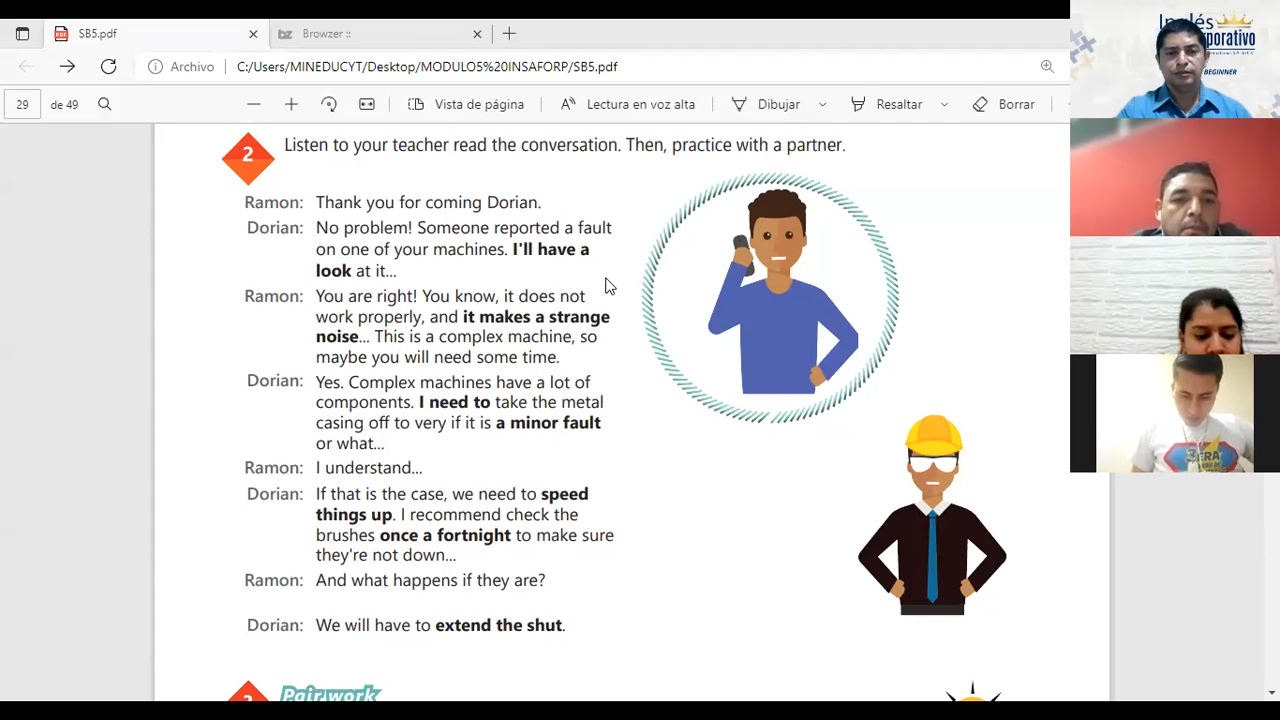 SB5.pdf
Browzer ::
Archivo
C:/Users/MINEDUCYT/Desktop/MODULOS%20INSAFORP/SB5.pdf
29 de 49
Vista de página
Lectura en voz alta
Dibujar
Resaltar
Borrar
BEGINNER
2
Listen to your teacher read the conversation. Then, practice with a partner.
Ramon: Thank you for coming Dorian.
Dorian: No problem! Someone reported a fault
on one of your machines. I'll have a
look at it...
Ramon: You are right! You know, it does not
work properly, and it makes a strange
noise... This is a complex machine, so
maybe you will need some time.
Dorian: Yes. Complex machines have a lot of
components. I need to take the metal
casing off to very if it is a minor fault
or what...
Ramon: I understand...
Dorian: If that is the case, we need to speed
things up. I recommend check the
brushes once a fortnight to make sure
they're not down...
Ramon: And what happens if they are?
Dorian: We will have to extend the shut.
Pair work